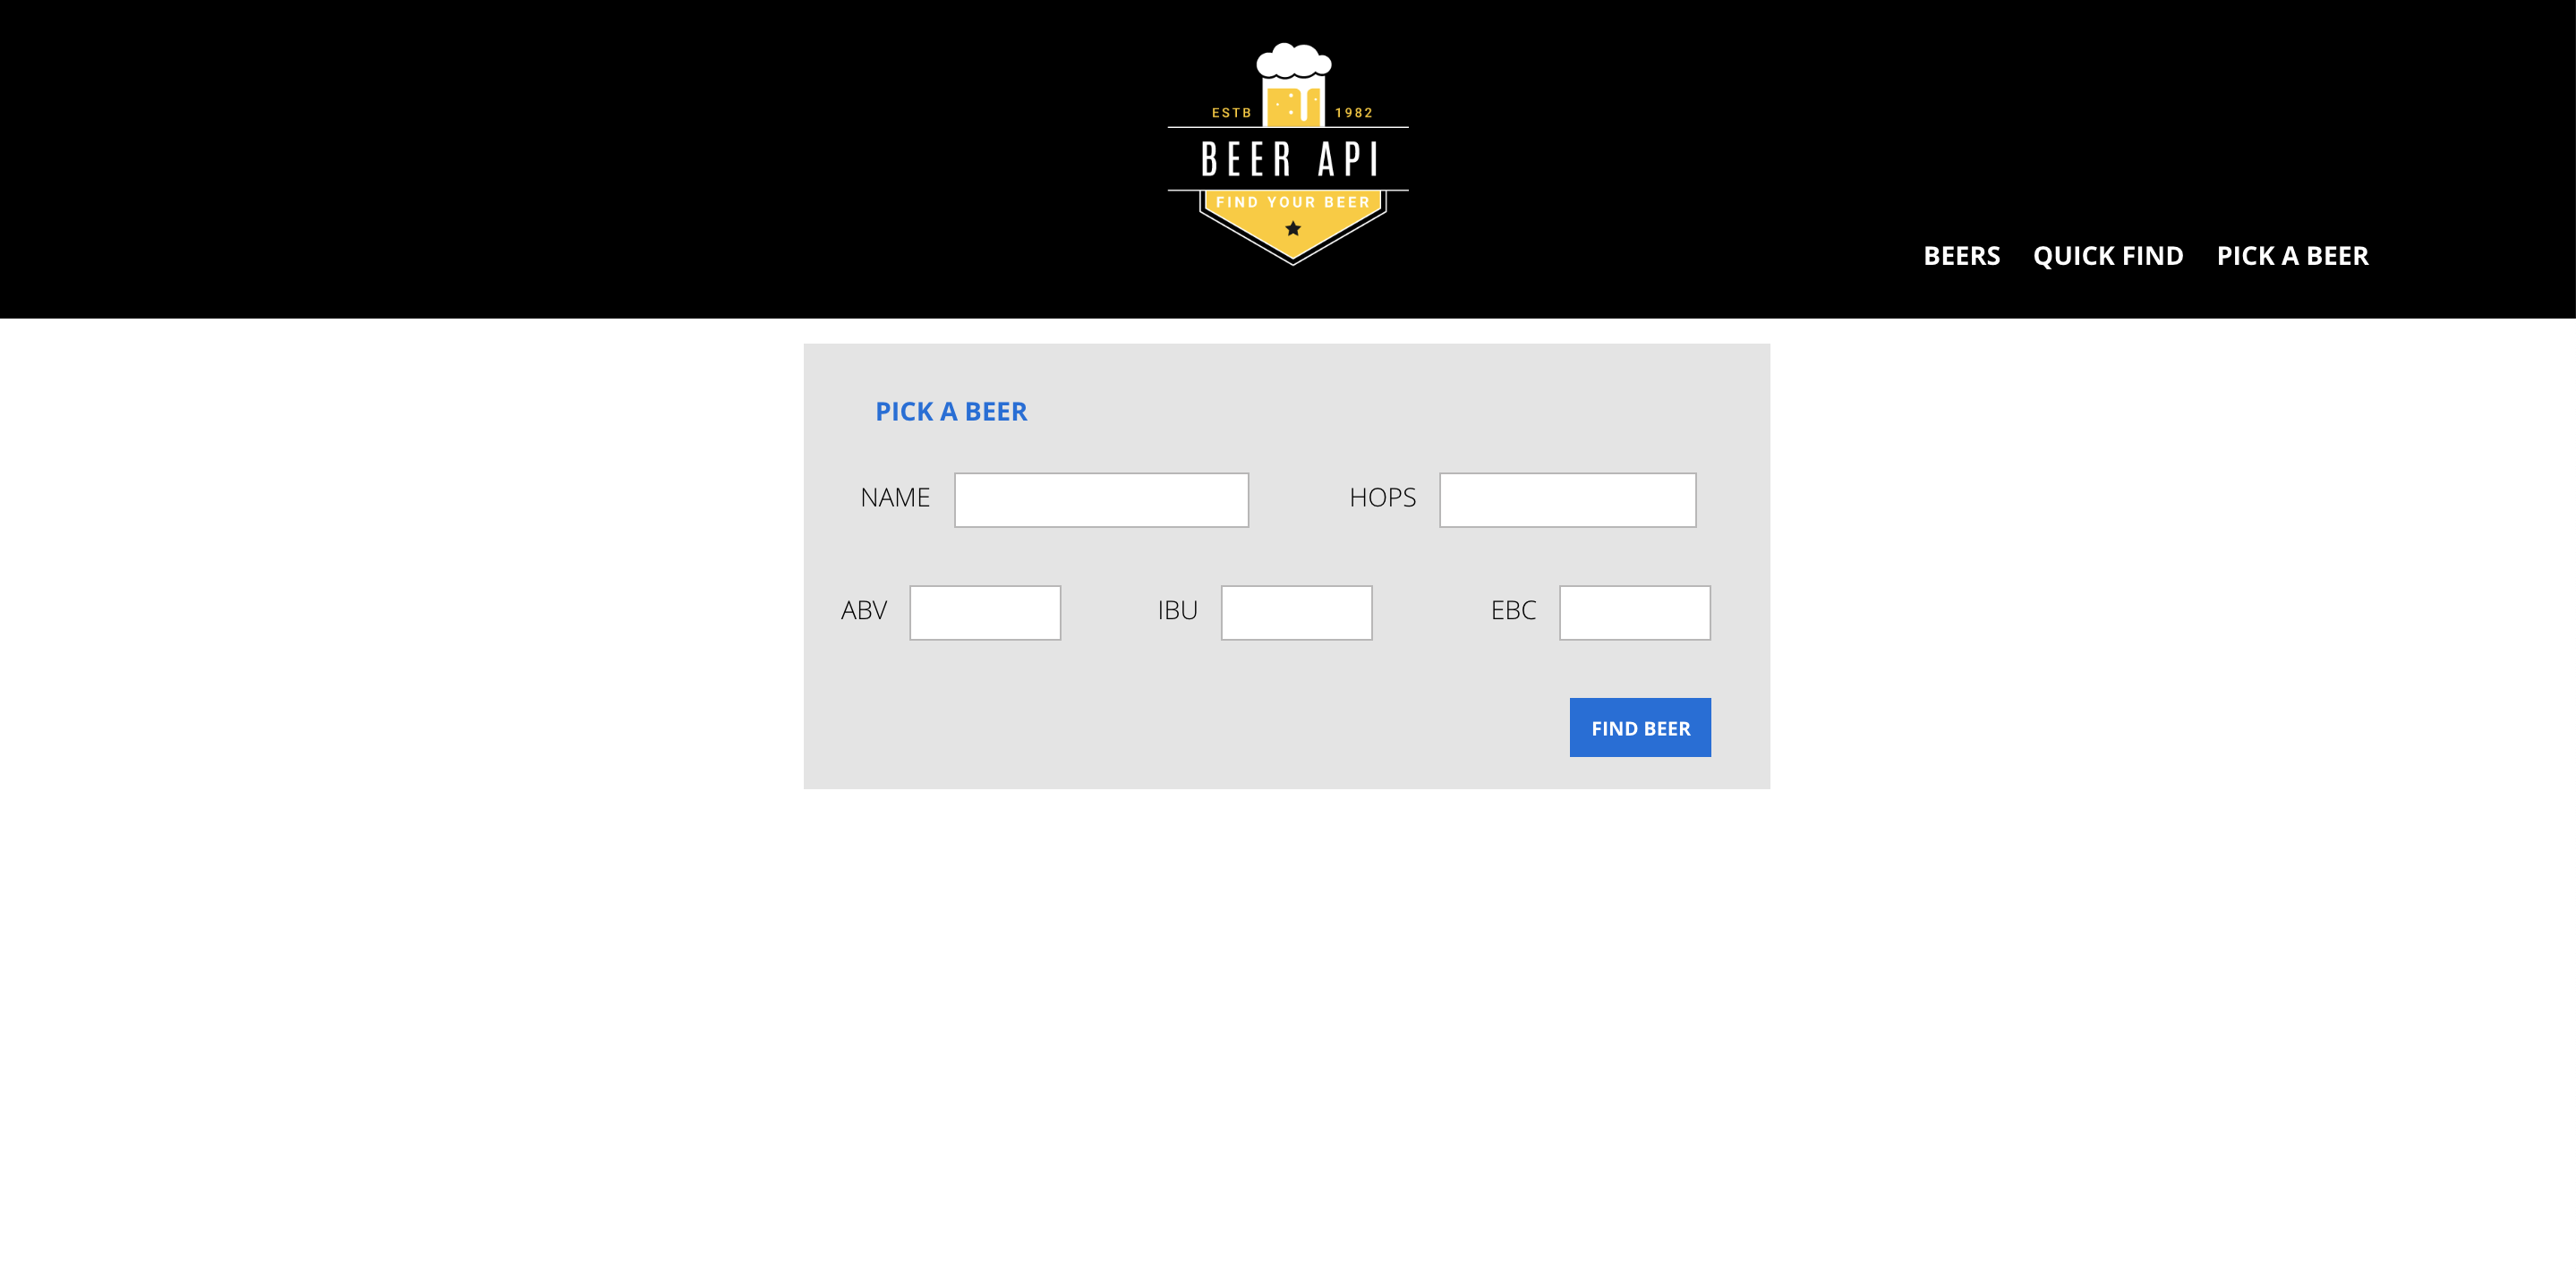 ESTB 1982
BEER API
FIND YOUR BEER
BEERS QUICK FIND PICK A BEER
PICK A BEER
NAME HOPS
ABV IBU EBC
FIND BEER